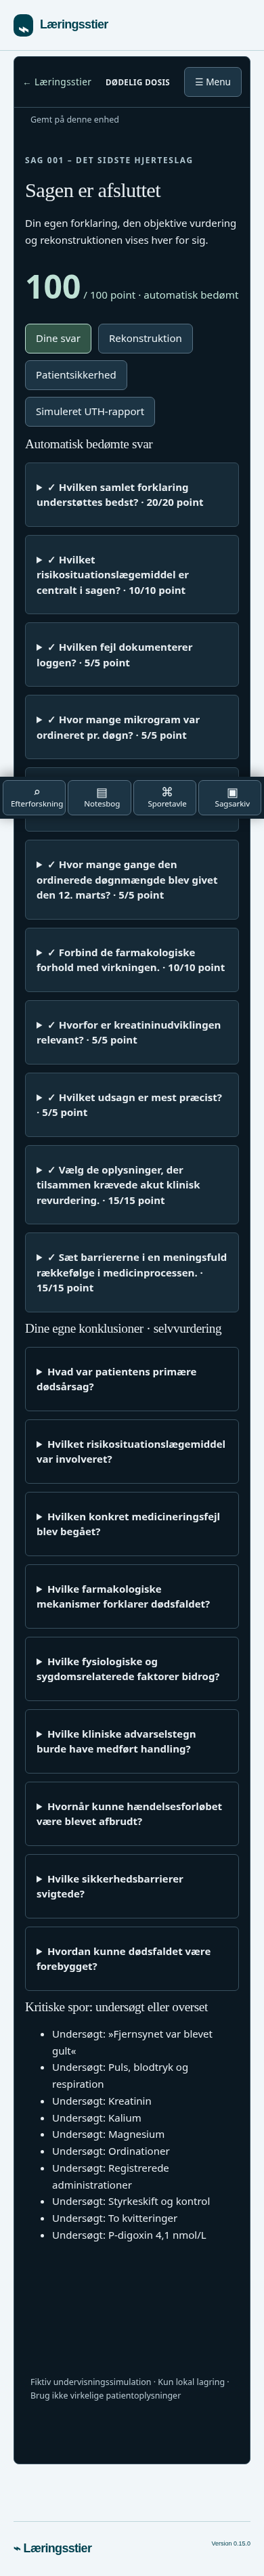 Læringsstier
← Læringsstier
DØDELIG DOSIS
☰ Menu
Gemt på denne enhed
SAG 001 – DET SIDSTE HJERTESLAG
Sagen er afsluttet
Din egen forklaring, den objektive vurdering
og rekonstruktionen vises hver for sig.
100 / 100 point · automatisk bedømt
Dine svar
Rekonstruktion
Patientsikkerhed
Simuleret UTH-rapport
Automatisk bedømte svar
▶ ✓ Hvilken samlet forklaring
understøttes bedst? · 20/20 point
▶ ✓ Hvilket
risikosituationslægemiddel er
centralt i sagen? · 10/10 point
▶ ✓ Hvilken fejl dokumenterer
loggen? · 5/5 point
▶ ✓ Hvor mange mikrogram var
ordineret pr. døgn? · 5/5 point
Efterforskning
Notesbog
Sporetavle
Sagsarkiv
▶ ✓ Hvor mange gange den
ordinerede døgnmængde blev givet
den 12. marts? · 5/5 point
▶ ✓ Forbind de farmakologiske
forhold med virkningen. · 10/10 point
▶ ✓ Hvorfor er kreatininudviklingen
relevant? · 5/5 point
▶ ✓ Hvilket udsagn er mest præcist?
· 5/5 point
▶ ✓ Vælg de oplysninger, der
tilsammen krævede akut klinisk
revurdering. · 15/15 point
▶ ✓ Sæt barriererne i en meningsfuld
rækkefølge i medicinprocessen. ·
15/15 point
Dine egne konklusioner · selvvurdering
▶ Hvad var patientens primære
dødsårsag?
▶ Hvilket risikosituationslægemiddel
var involveret?
▶ Hvilken konkret medicineringsfejl
blev begået?
▶ Hvilke farmakologiske
mekanismer forklarer dødsfaldet?
▶ Hvilke fysiologiske og
sygdomsrelaterede faktorer bidrog?
▶ Hvilke kliniske advarselstegn
burde have medført handling?
▶ Hvornår kunne hændelsesforløbet
være blevet afbrudt?
▶ Hvilke sikkerhedsbarrierer
svigtede?
▶ Hvordan kunne dødsfaldet være
forebygget?
Kritiske spor: undersøgt eller overset
• Undersøgt: »Fjernsynet var blevet
gult«
• Undersøgt: Puls, blodtryk og
respiration
• Undersøgt: Kreatinin
• Undersøgt: Kalium
• Undersøgt: Magnesium
• Undersøgt: Ordinationer
• Undersøgt: Registrerede
administrationer
• Undersøgt: Styrkeskift og kontrol
• Undersøgt: To kvitteringer
• Undersøgt: P-digoxin 4,1 nmol/L
Fiktiv undervisningssimulation · Kun lokal lagring ·
Brug ikke virkelige patientoplysninger
Læringsstier
Version 0.15.0